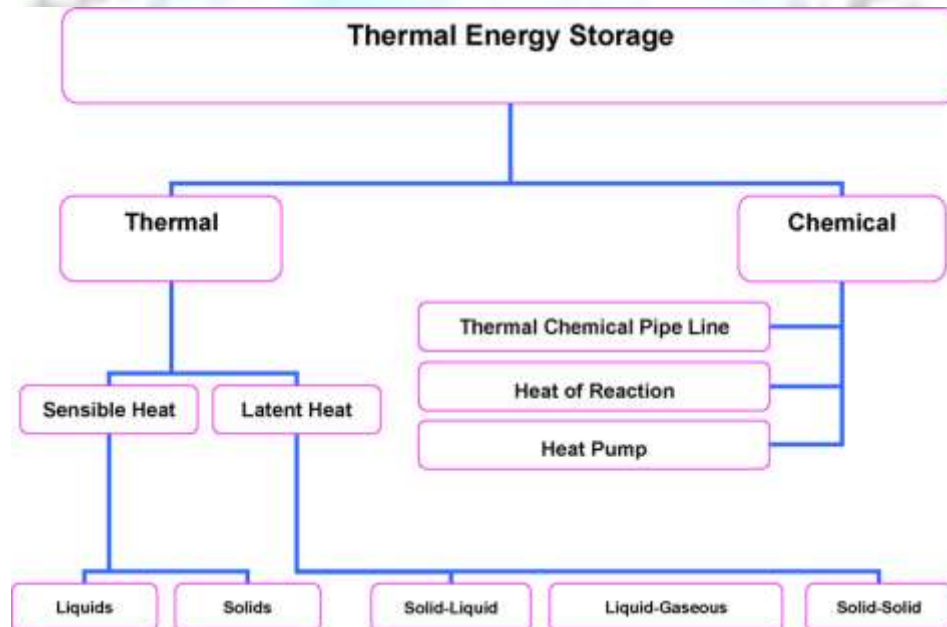 Thermal Energy Storage
Thermal
Chemical
Thermal Chemical Pipe Line
Heat of Reaction
Heat Pump
Sensible Heat
Latent Heat
Liquids
Solids
Solid-Liquid
Liquid-Gaseous
Solid-Solid